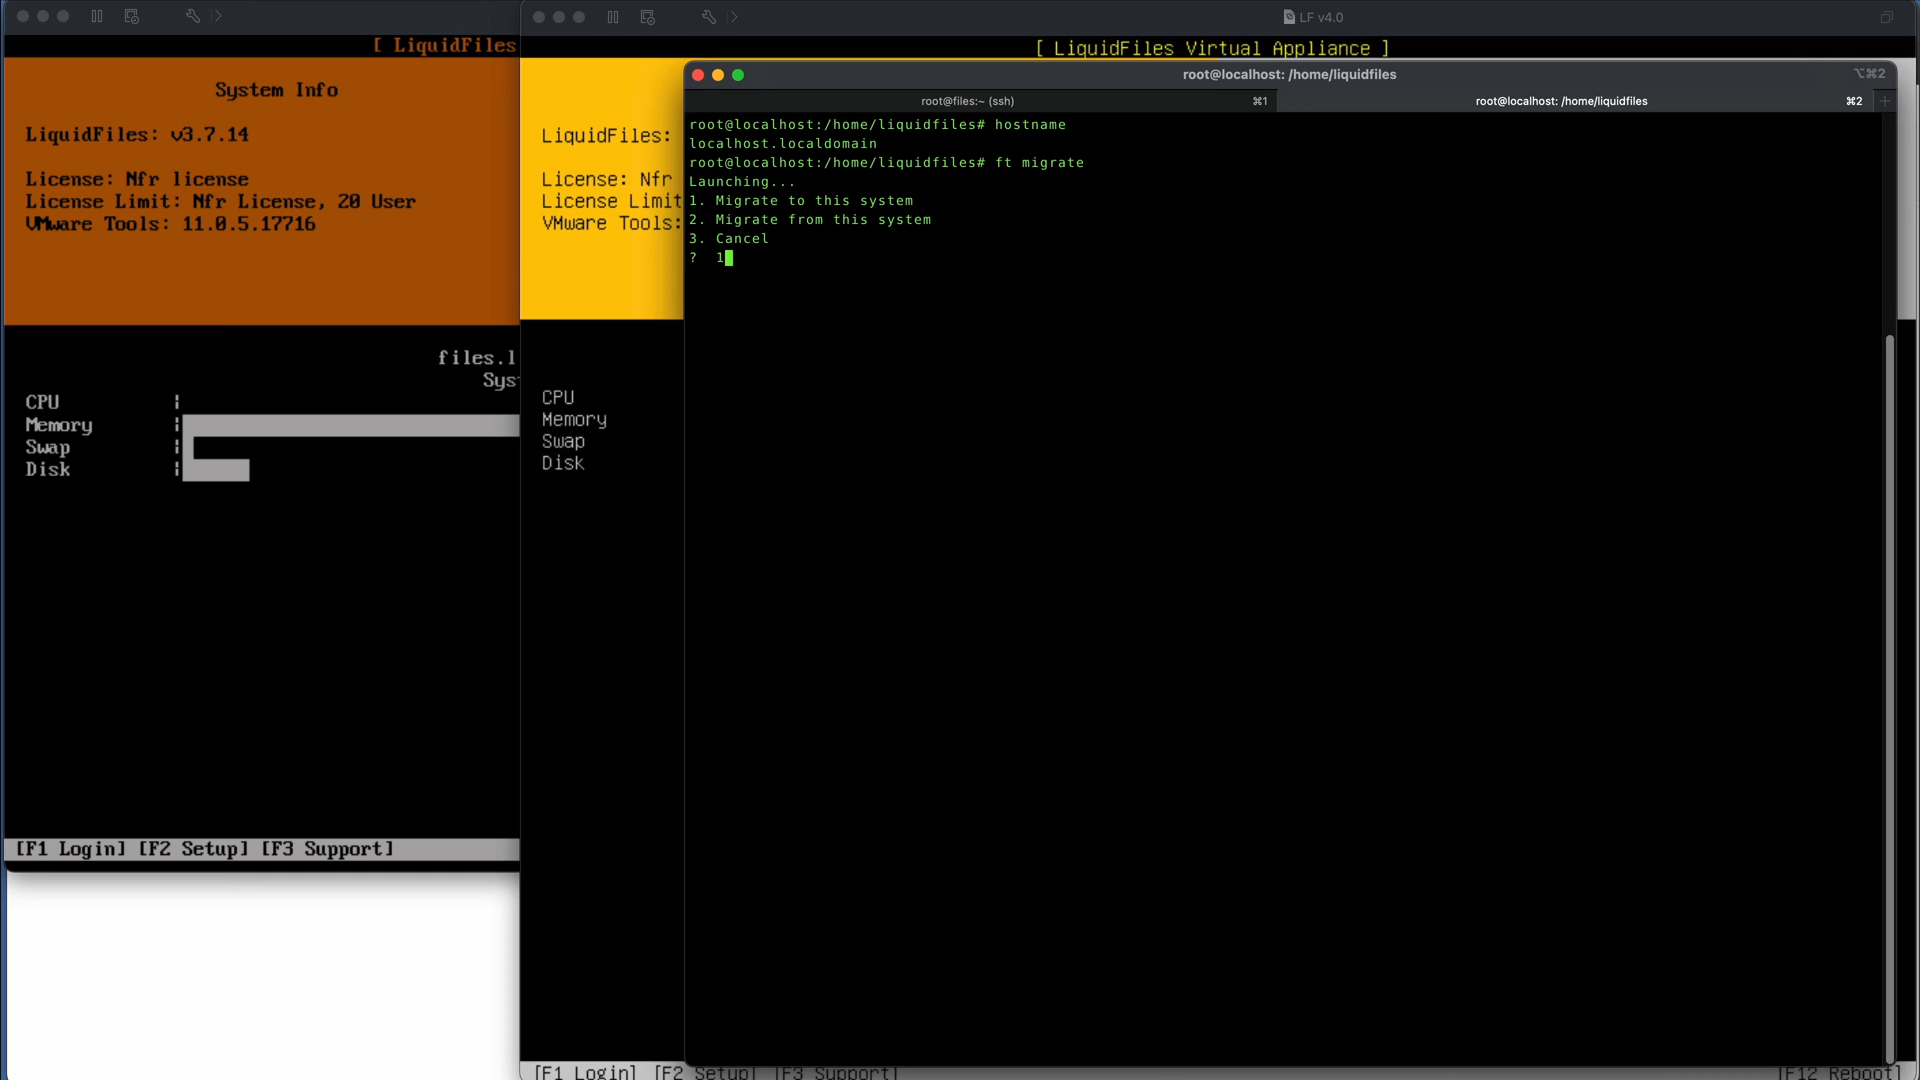 [ LiquidFiles
System Info
LiquidFiles: v3.7.14
License: Nfr license
License Limit: Nfr License, 20 User
VMware Tools: 11.0.5.17716
files.l
Sys
CPU
Memory
Swap
Disk
[F1 Login] [F2 Setup] [F3 Support]
LF v4.0
[ LiquidFiles Virtual Appliance ]
LiquidFiles:
License: Nfr
License Limit
VMware Tools:
CPU
Memory
Swap
Disk
[F1 Login] [F2 Setup] [F3 Support]
[F12 Reboot]
root@localhost: /home/liquidfiles
⌥⌘2
root@files:~ (ssh)
⌘1
root@localhost: /home/liquidfiles
⌘2
root@localhost:/home/liquidfiles# hostname
localhost.localdomain
root@localhost:/home/liquidfiles# ft migrate
Launching...
1. Migrate to this system
2. Migrate from this system
3. Cancel
?  1